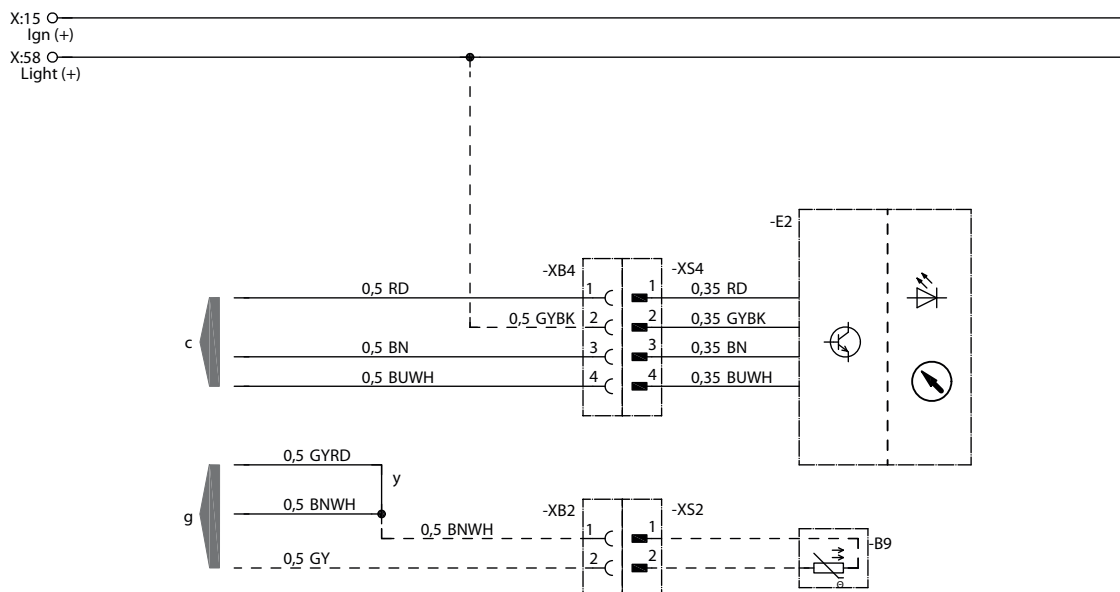 X:15
Ign (+)
X:58
Light (+)
-E2
-XB4
-XS4
0,5 RD
1
1
0,35 RD
0,5 GYBK
2
2
0,35 GYBK
c
0,5 BN
3
3
0,35 BN
0,5 BUWH
4
4
0,35 BUWH
0,5 GYRD
y
g
0,5 BNWH
-XB2
-XS2
0,5 BNWH
1
1
-B9
0,5 GY
2
2
Θ